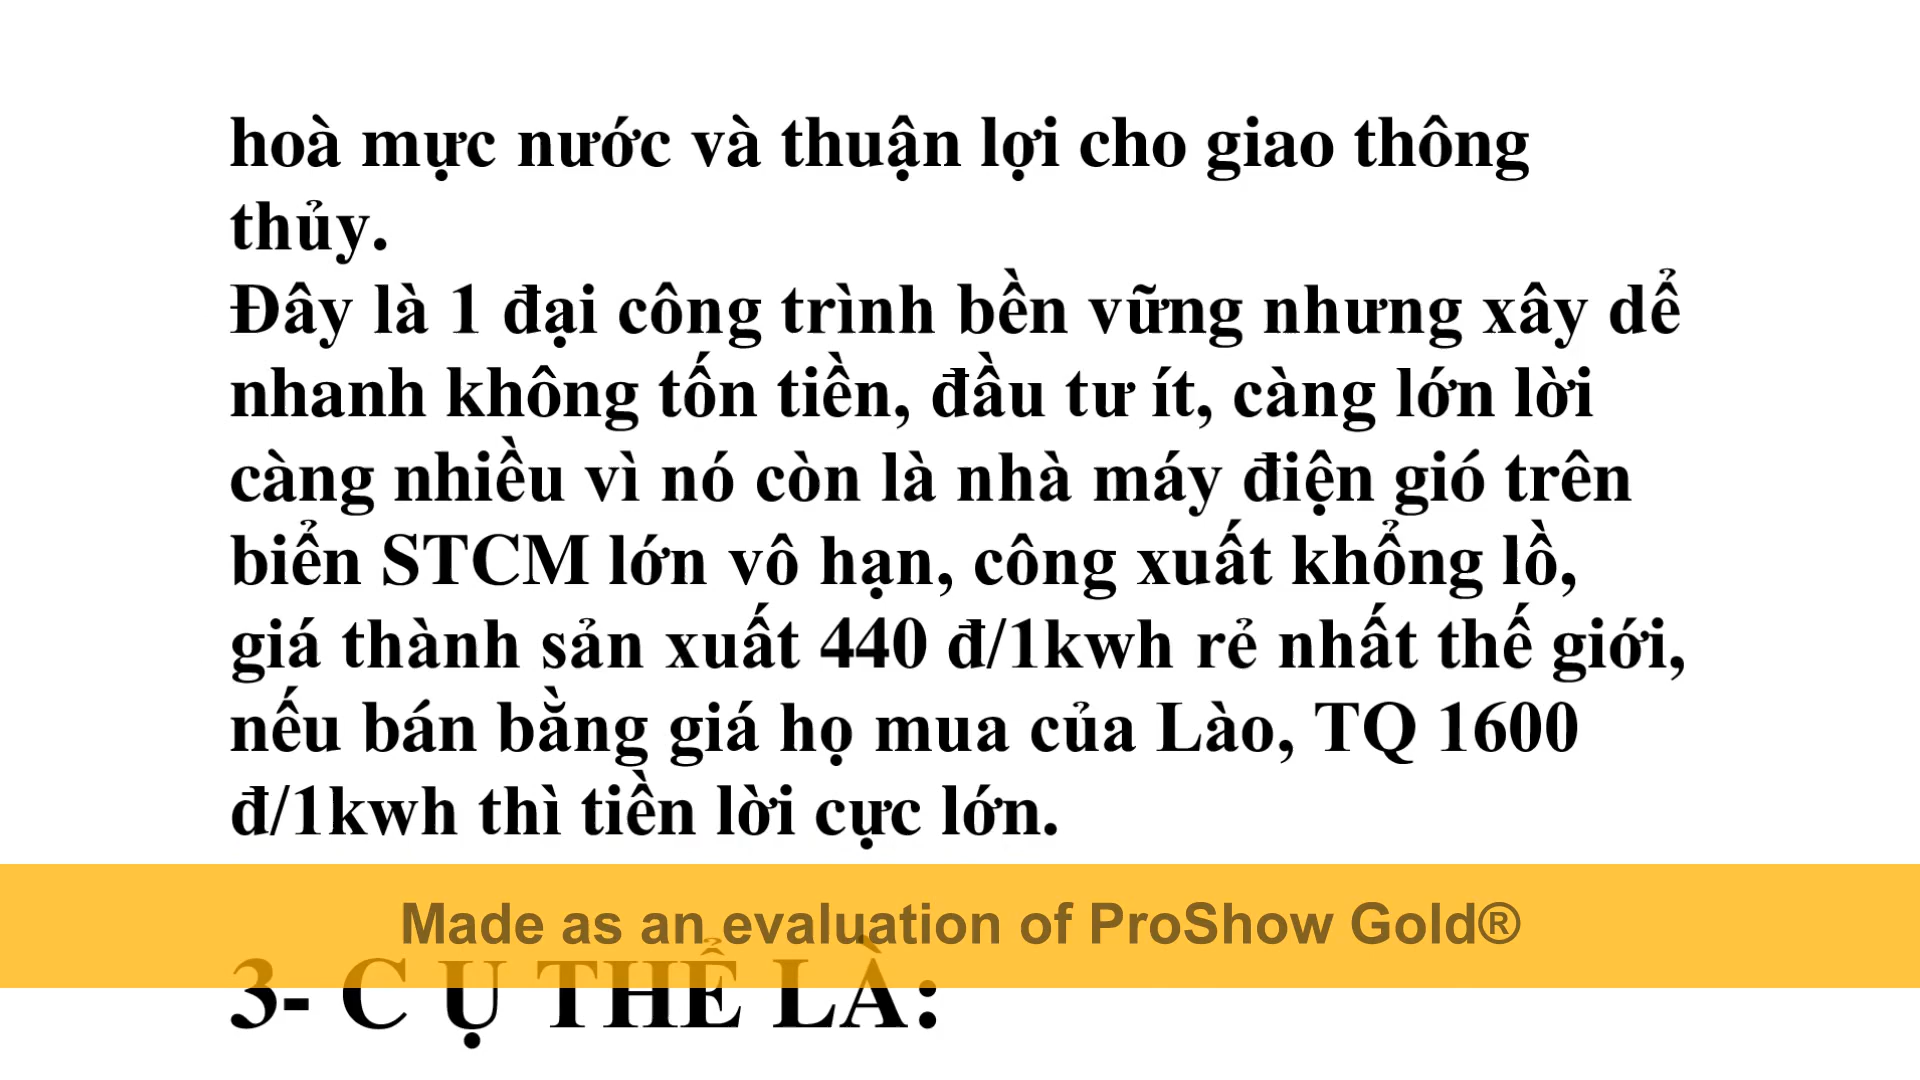 hoà mực nước và thuận lợi cho giao thông
thủy.
Đây là 1 đại công trình bền vững nhưng xây dể
nhanh không tốn tiền, đầu tư ít, càng lớn lời
càng nhiều vì nó còn là nhà máy điện gió trên
biển STCM lớn vô hạn, công xuất khổng lồ,
giá thành sản xuất 440 đ/1kwh rẻ nhất thế giới,
nếu bán bằng giá họ mua của Lào, TQ 1600
đ/1kwh thì tiền lời cực lớn.
Made as an evaluation of ProShow Gold®
3- C Ụ THỂ LÀ: